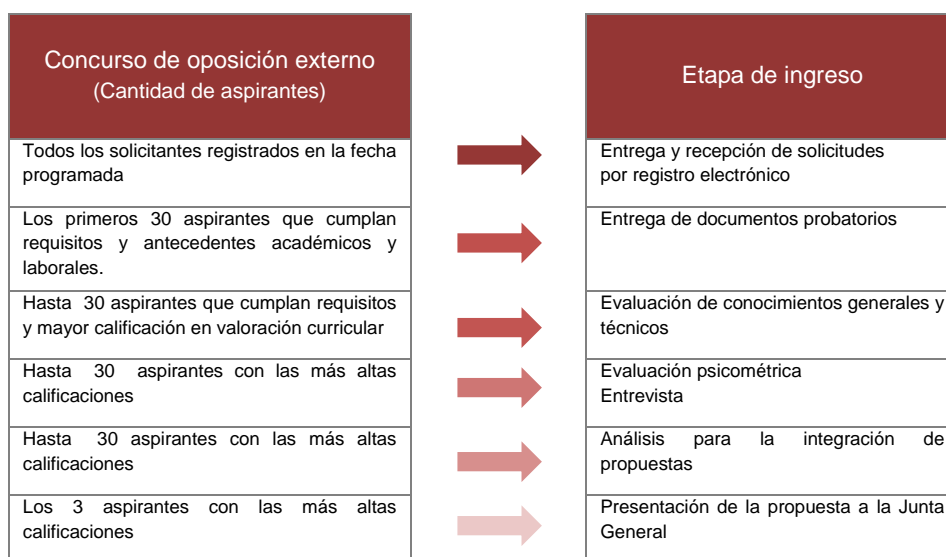 Concurso de oposición externo
(Cantidad de aspirantes)
Etapa de ingreso
Todos los solicitantes registrados en la fecha
programada
Entrega y recepción de solicitudes
por registro electrónico
Los primeros 30 aspirantes que cumplan
requisitos y antecedentes académicos y
laborales.
Entrega de documentos probatorios
Hasta 30 aspirantes que cumplan requisitos
y mayor calificación en valoración curricular
Evaluación de conocimientos generales y
técnicos
Hasta 30 aspirantes con las más altas
calificaciones
Evaluación psicométrica
Entrevista
Hasta 30 aspirantes con las más altas
calificaciones
Análisis para la integración de
propuestas
Los 3 aspirantes con las más altas
calificaciones
Presentación de la propuesta a la Junta
General